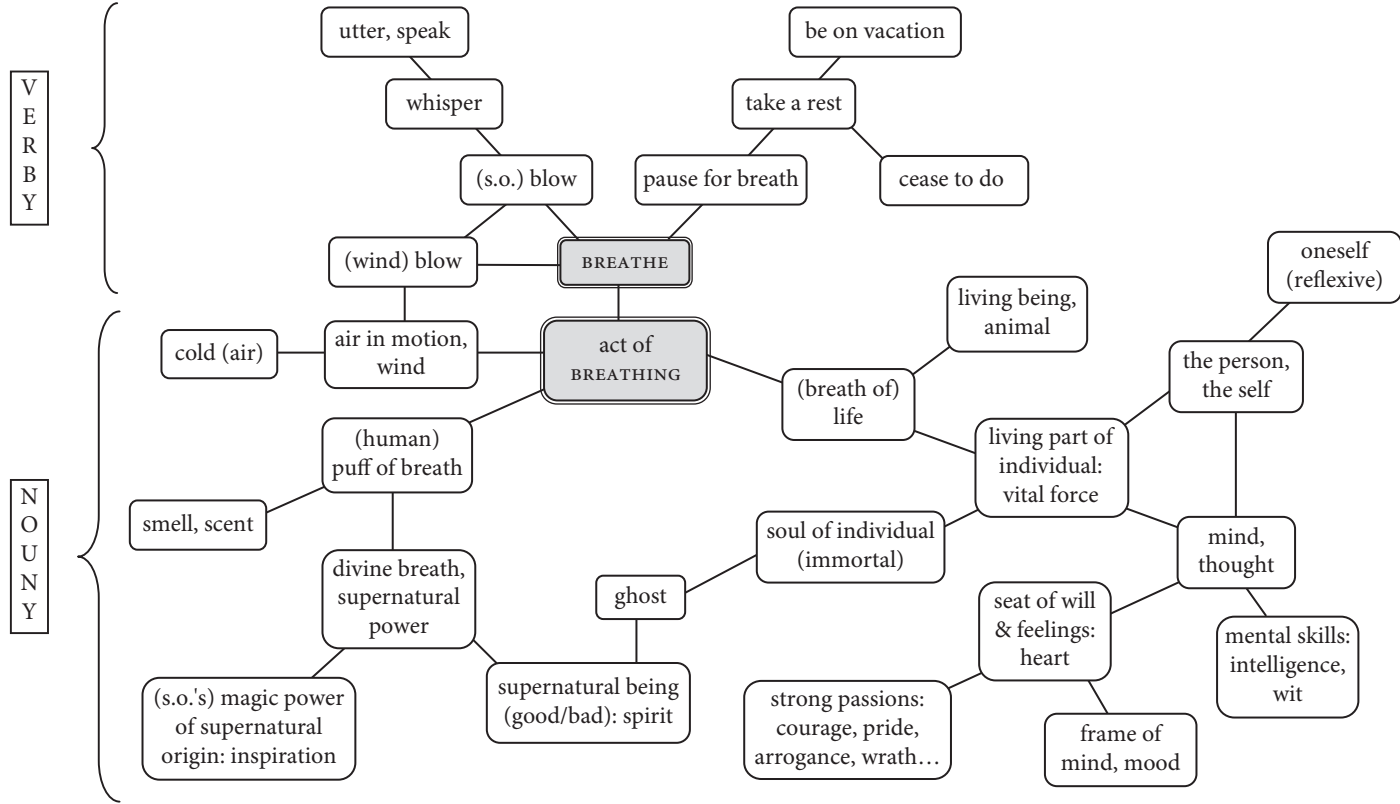 VERBY
utter, speak
be on vacation
whisper
take a rest
(s.o.) blow
pause for breath
cease to do
(wind) blow
BREATHE
oneself
(reflexive)
living being,
animal
cold (air)
air in motion,
wind
act of
BREATHING
the person,
the self
(breath of)
life
(human)
puff of breath
living part of
individual:
vital force
NOUNY
smell, scent
soul of individual
(immortal)
mind,
thought
divine breath,
supernatural
power
ghost
seat of will
& feelings:
heart
mental skills:
intelligence,
wit
(s.o.'s) magic power
of supernatural
origin: inspiration
supernatural being
(good/bad): spirit
strong passions:
courage, pride,
arrogance, wrath…
frame of
mind, mood